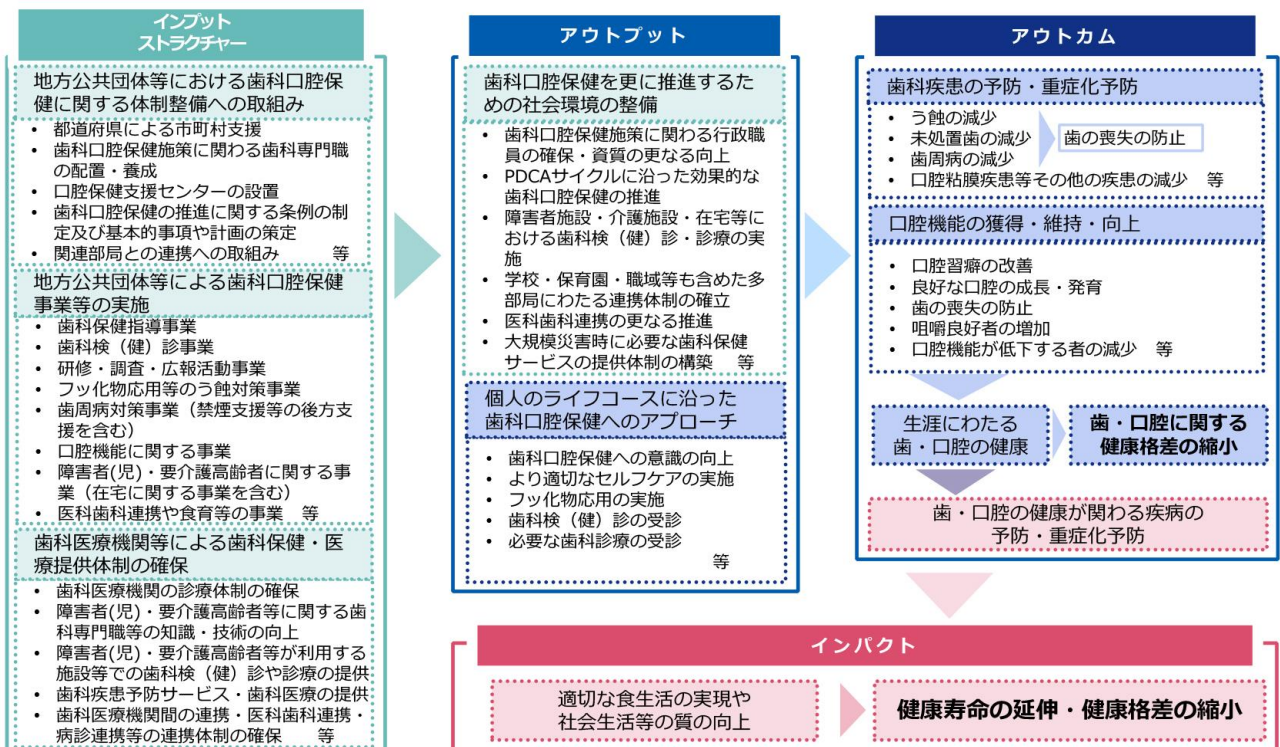 インプット
ストラクチャー
地方公共団体等における歯科口腔保
健に関する体制整備への取組み
• 都道府県による市町村支援
• 歯科口腔保健施策に関わる歯科専門職
の配置・養成
• 口腔保健支援センターの設置
• 歯科口腔保健の推進に関する条例の制
定及び基本的事項や計画の策定
• 関連部局との連携への取組み 等
地方公共団体等による歯科口腔保健
事業等の実施
• 歯科保健指導事業
• 歯科検（健）診事業
• 研修・調査・広報活動事業
• フッ化物応用等のう蝕対策事業
• 歯周病対策事業（禁煙支援等の後方支
援を含む）
• 口腔機能に関する事業
• 障害者(児)・要介護高齢者に関する事
業（在宅に関する事業を含む）
• 医科歯科連携や食育等の事業 等
歯科医療機関等による歯科保健・医
療提供体制の確保
• 歯科医療機関の診療体制の確保
• 障害者(児)・要介護高齢者等に関する歯
科専門職等の知識・技術の向上
• 障害者(児)・要介護高齢者等が利用する
施設等での歯科検（健）診や診療の提供
• 歯科疾患予防サービス・歯科医療の提供
• 歯科医療機関間の連携・医科歯科連携・
病診連携等の連携体制の確保 等
アウトプット
歯科口腔保健を更に推進するた
めの社会環境の整備
• 歯科口腔保健施策に関わる行政職
員の確保・資質の更なる向上
• PDCAサイクルに沿った効果的な
歯科口腔保健の推進
• 障害者施設・介護施設・在宅等に
おける歯科検（健）診・診療の実
施
• 学校・保育園・職域等も含めた多
部局にわたる連携体制の確立
• 医科歯科連携の更なる推進
• 大規模災害時に必要な歯科保健
サービスの提供体制の構築 等
個人のライフコースに沿った
歯科口腔保健へのアプローチ
• 歯科口腔保健への意識の向上
• より適切なセルフケアの実施
• フッ化物応用の実施
• 歯科検（健）診の受診
• 必要な歯科診療の受診
等
アウトカム
歯科疾患の予防・重症化予防
• う蝕の減少
• 未処置歯の減少
• 歯周病の減少
歯の喪失の防止
• 口腔粘膜疾患等その他の疾患の減少 等
口腔機能の獲得・維持・向上
• 口腔習癖の改善
• 良好な口腔の成長・発育
• 歯の喪失の防止
• 咀嚼良好者の増加
• 口腔機能が低下する者の減少 等
生涯にわたる
歯・口腔の健康
歯・口腔に関する
健康格差の縮小
歯・口腔の健康が関わる疾病の
予防・重症化予防
インパクト
適切な食生活の実現や
社会生活等の質の向上
健康寿命の延伸・健康格差の縮小